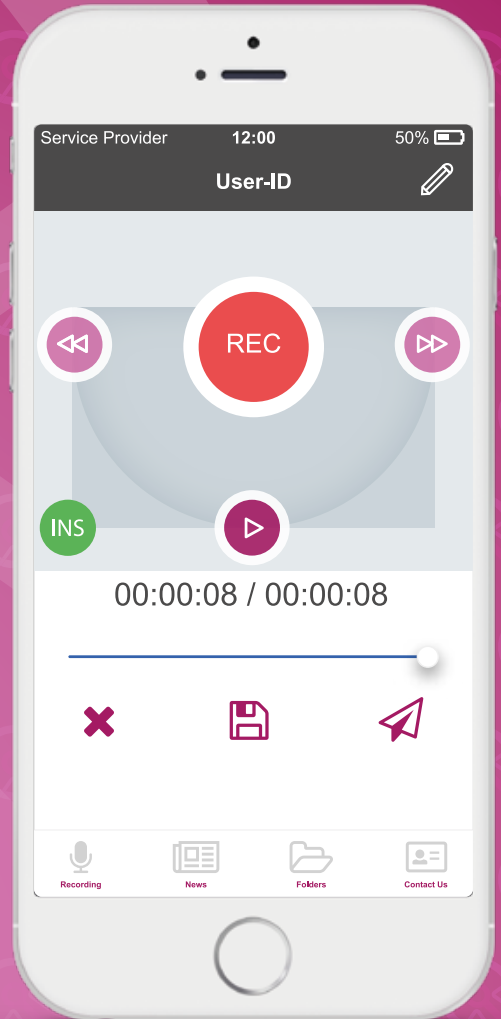 Service Provider 12:00 50%
User-ID
REC
INS
00:00:08 / 00:00:08
Recording News Folders Contact Us